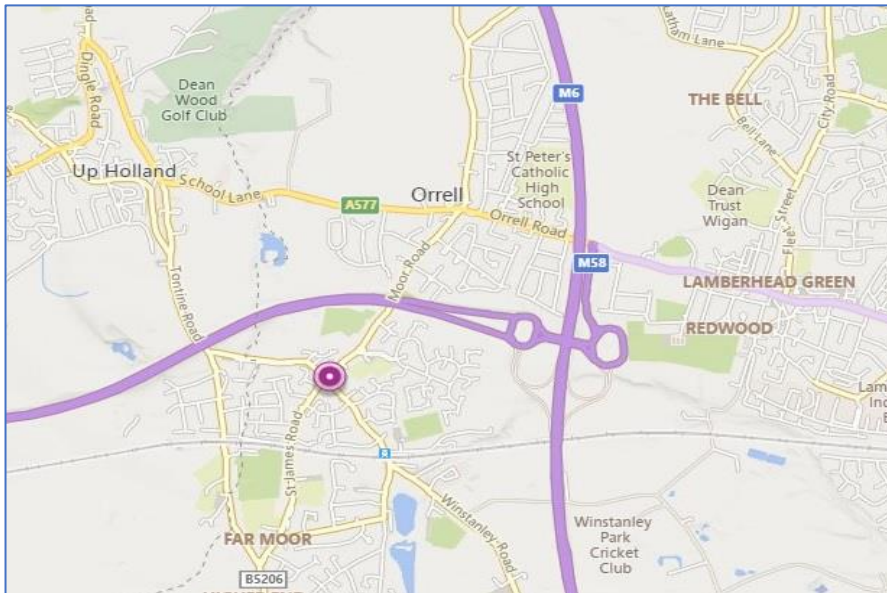 Dingle Road
Dean
Wood
Golf Club
Up Holland
School Lane
A577
Orrell
Orrell Road
St Peter's
Catholic
High
School
M6
Latham Lane
THE BELL
Bell Lane
City Road
Dean
Trust
Wigan
Fleet Street
M58
LAMBERHEAD GREEN
REDWOOD
Moor Road
Tontine Road
St James Road
Winstanley Road
FAR MOOR
B5206
Winstanley
Park
Cricket
Club